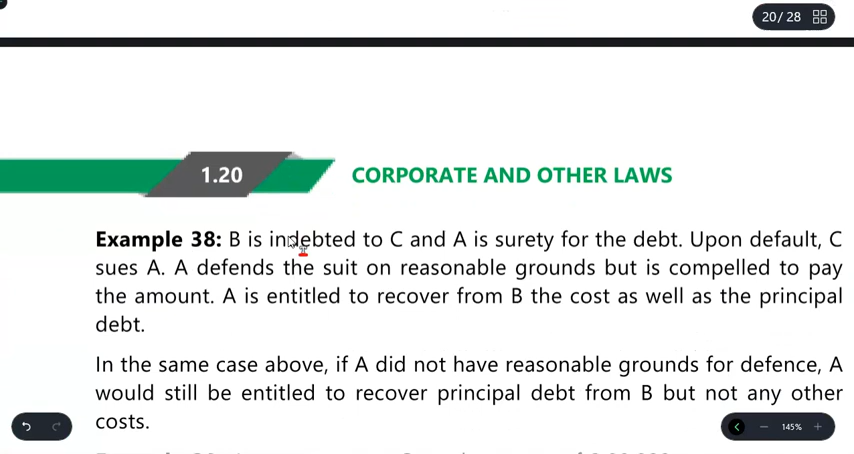 20/ 28
1.20 CORPORATE AND OTHER LAWS
Example 38: B is indebted to C and A is surety for the debt. Upon default, C
sues A. A defends the suit on reasonable grounds but is compelled to pay
the amount. A is entitled to recover from B the cost as well as the principal
debt.
In the same case above, if A did not have reasonable grounds for defence, A
would still be entitled to recover principal debt from B but not any other
costs.
145%